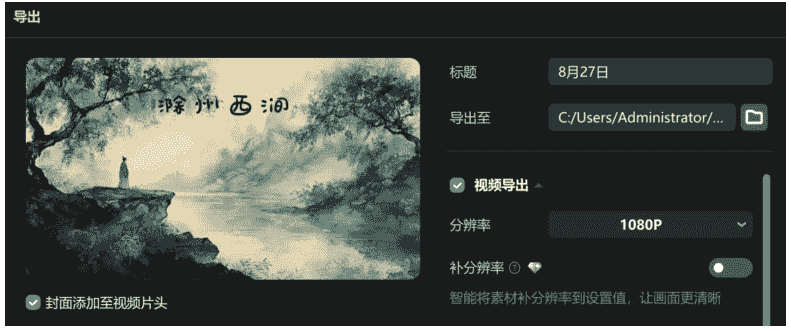 导出
滁州西涧
封面添加至视频片头
标题
8月27日
导出至
C:/Users/Administrator/...
视频导出
分辨率
1080P
补分辨率
智能将素材补分辨率到设置值，让画面更清晰